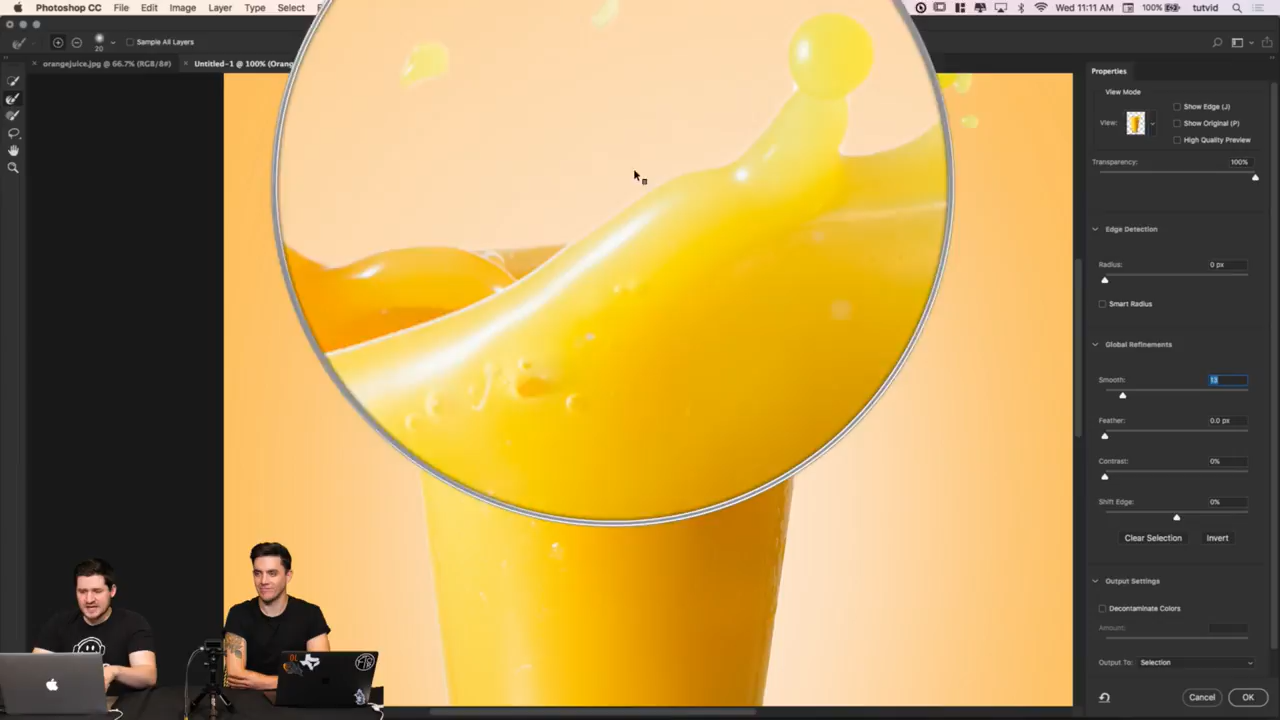 Photoshop CC File Edit Image Layer Type Select
Wed 11:11 AM 100% tutvid
20 Sample All Layers
orangejuice.jpg @ 66.7% (RGB/8#) Untitled-1 @ 100% (Orang
Properties
View Mode
Show Edge (J)
View: Show Original (P)
High Quality Preview
Transparency: 100%
Edge Detection
Radius: 0 px
Smart Radius
Global Refinements
Smooth: 13
Feather: 0.0 px
Contrast: 0%
Shift Edge: 0%
Clear Selection Invert
Output Settings
Decontaminate Colors
Amount:
Output To: Selection
Cancel OK